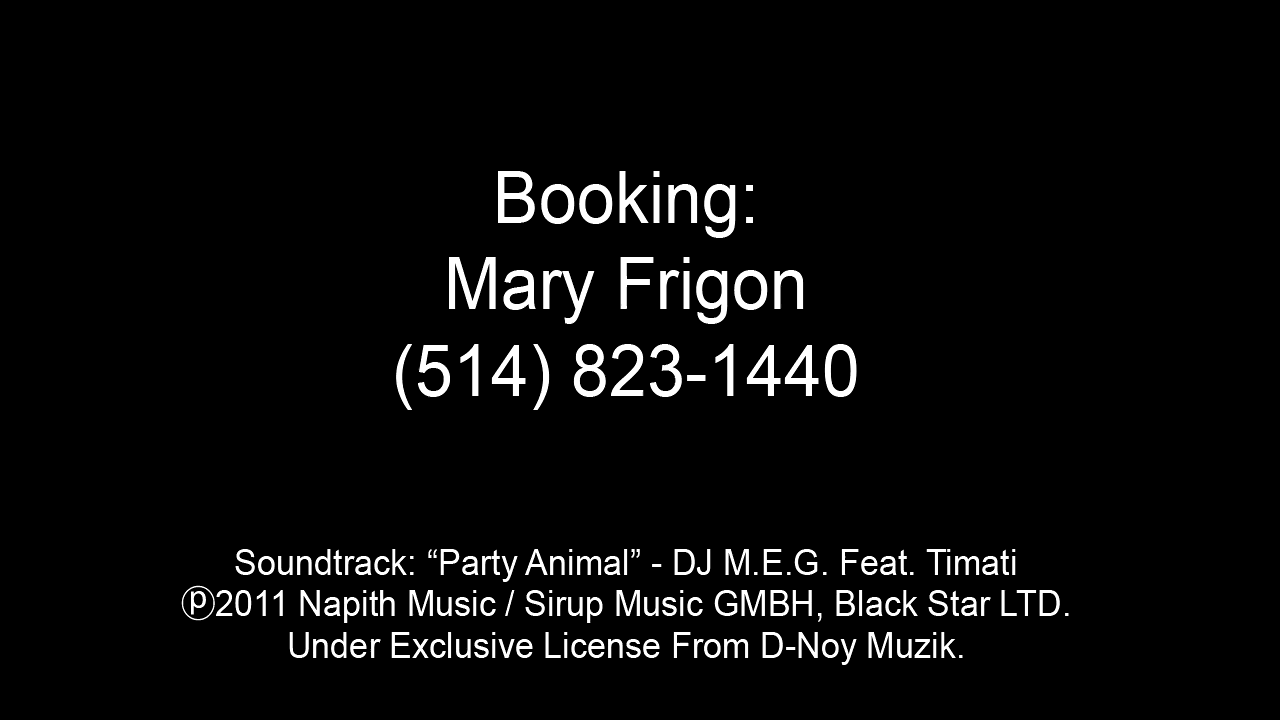 Booking:
Mary Frigon
(514) 823-1440
Soundtrack: “Party Animal” - DJ M.E.G. Feat. Timati
ⓟ2011 Napith Music / Sirup Music GMBH, Black Star LTD.
Under Exclusive License From D-Noy Muzik.